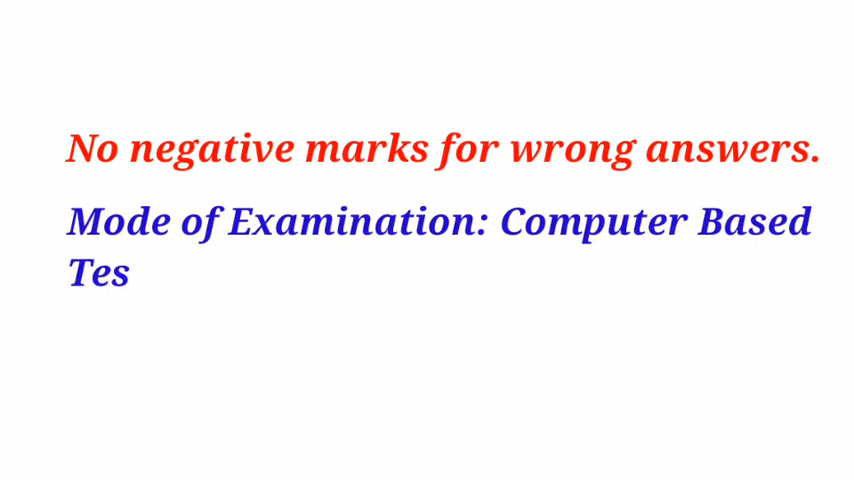 No negative marks for wrong answers.
Mode of Examination: Computer Based
Tes